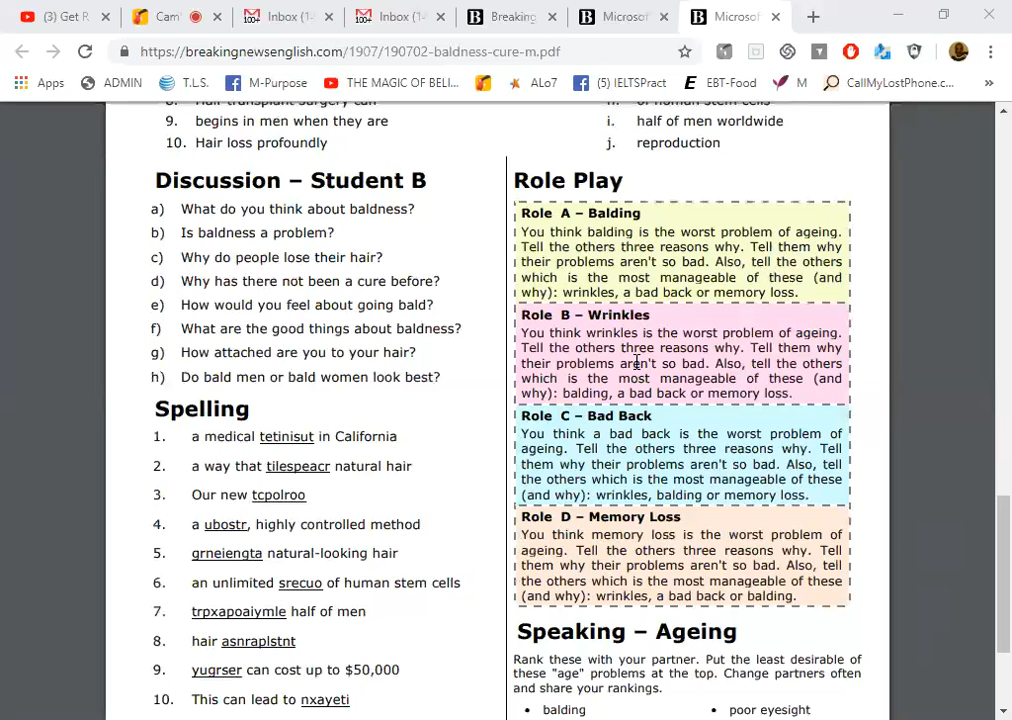 (3) Get R
Cam
Inbox (1
Inbox (1
Breaking
Microsof
Microsof
https://breakingnewsenglish.com/1907/190702-baldness-cure-m.pdf
Apps
ADMIN
T.L.S.
M-Purpose
THE MAGIC OF BELI...
ALo7
(5) IELTSPract
EBT-Food
M
CallMyLostPhone.c...
8. Hair transplant surgery can
9. begins in men when they are
10. Hair loss profoundly
h. of human stem cells
i. half of men worldwide
j. reproduction
Discussion – Student B
a) What do you think about baldness?
b) Is baldness a problem?
c) Why do people lose their hair?
d) Why has there not been a cure before?
e) How would you feel about going bald?
f) What are the good things about baldness?
g) How attached are you to your hair?
h) Do bald men or bald women look best?
Spelling
1. a medical tetinisut in California
2. a way that tilespeacr natural hair
3. Our new tcpolroo
4. a ubostr, highly controlled method
5. grneiengta natural-looking hair
6. an unlimited srecuo of human stem cells
7. trpxapoaiymle half of men
8. hair asnraplstnt
9. yugrser can cost up to $50,000
10. This can lead to nxayeti
Role Play
Role A – Balding
You think balding is the worst problem of ageing.
Tell the others three reasons why. Tell them why
their problems aren't so bad. Also, tell the others
which is the most manageable of these (and
why): wrinkles, a bad back or memory loss.
Role B – Wrinkles
You think wrinkles is the worst problem of ageing.
Tell the others three reasons why. Tell them why
their problems aren't so bad. Also, tell the others
which is the most manageable of these (and
why): balding, a bad back or memory loss.
Role C – Bad Back
You think a bad back is the worst problem of
ageing. Tell the others three reasons why. Tell
them why their problems aren't so bad. Also, tell
the others which is the most manageable of these
(and why): wrinkles, balding or memory loss.
Role D – Memory Loss
You think memory loss is the worst problem of
ageing. Tell the others three reasons why. Tell
them why their problems aren't so bad. Also, tell
the others which is the most manageable of these
(and why): wrinkles, a bad back or balding.
Speaking – Ageing
Rank these with your partner. Put the least desirable of
these "age" problems at the top. Change partners often
and share your rankings.
• balding
• poor eyesight